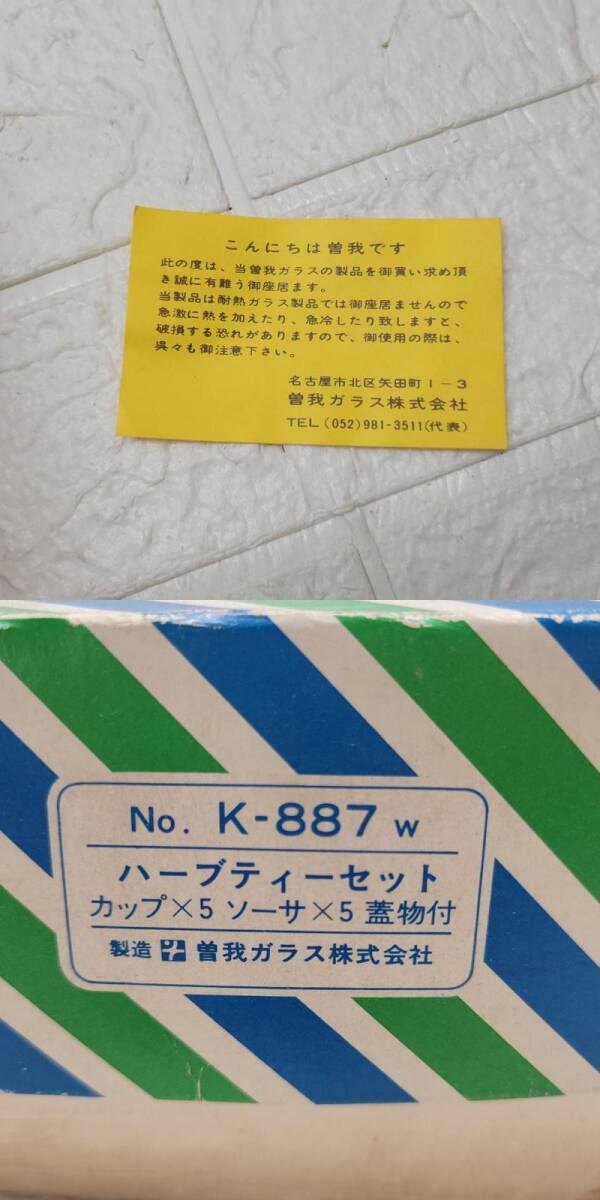 こんにちは曽我です
此の度は、当曽我ガラスの製品を御買い求め頂
き誠に有難う御座居ます。
当製品は耐熱ガラス製品では御座居ませんので
急激に熱を加えたり、急冷したり致しますと、
破損する恐れがありますので、御使用の際は、
呉々も御注意下さい。
名古屋市北区矢田町1-3
曽我ガラス株式会社
TEL(052)981-3511(代表)
No. K-887 W
ハーブティーセット
カップ×5 ソーサ×5 蓋物付
製造 曽我ガラス株式会社